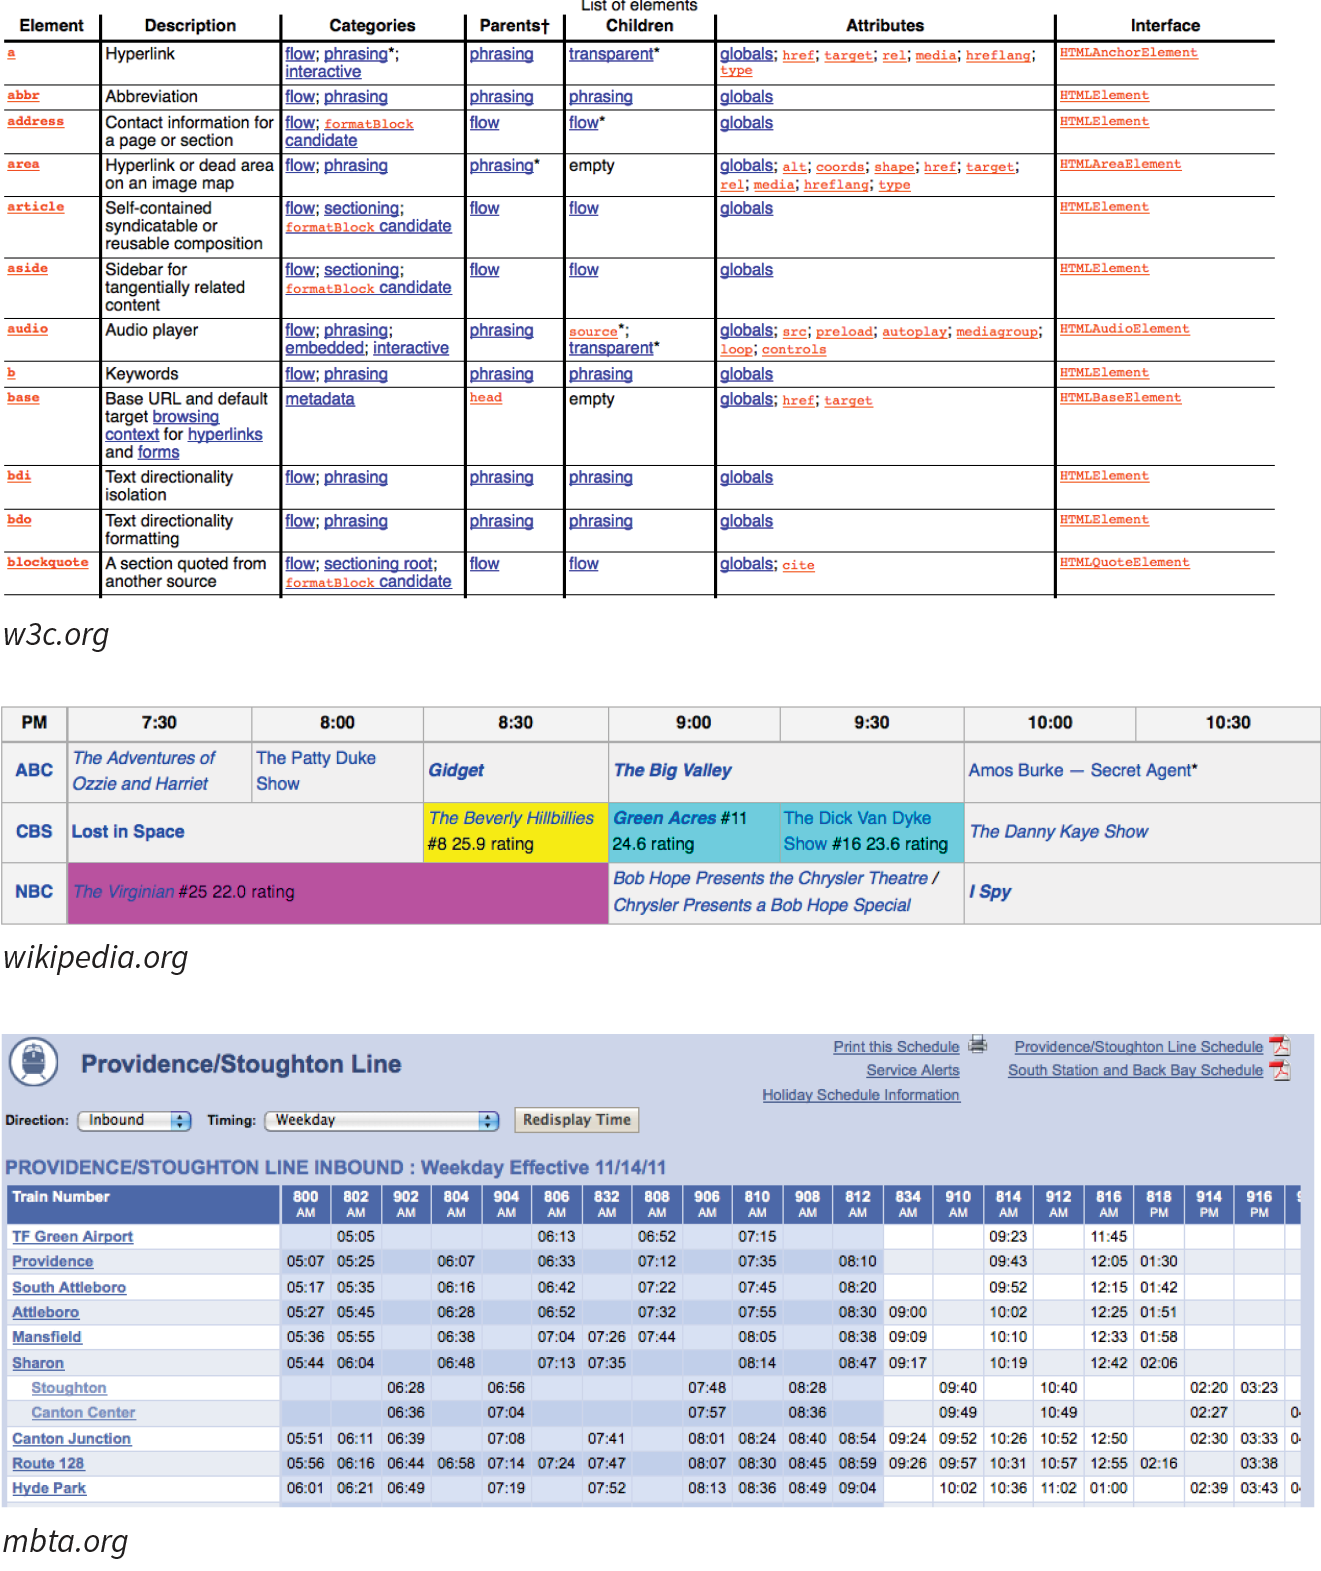 List of elements
Element Description Categories Parents† Children Attributes Interface
a Hyperlink flow; phrasing*; interactive phrasing transparent* globals; href; target; rel; media; hreflang; type HTMLAnchorElement
abbr Abbreviation flow; phrasing phrasing phrasing globals HTMLElement
address Contact information for a page or section flow; formatBlock candidate flow flow* globals HTMLElement
area Hyperlink or dead area on an image map flow; phrasing phrasing* empty globals; alt; coords; shape; href; target; rel; media; hreflang; type HTMLAreaElement
article Self-contained syndicatable or reusable composition flow; sectioning; formatBlock candidate flow flow globals HTMLElement
aside Sidebar for tangentially related content flow; sectioning; formatBlock candidate flow flow globals HTMLElement
audio Audio player flow; phrasing; embedded; interactive phrasing source*; transparent* globals; src; preload; autoplay; mediagroup; loop; controls HTMLAudioElement
b Keywords flow; phrasing phrasing phrasing globals HTMLElement
base Base URL and default target browsing context for hyperlinks and forms metadata head empty globals; href; target HTMLBaseElement
bdi Text directionality isolation flow; phrasing phrasing phrasing globals HTMLElement
bdo Text directionality formatting flow; phrasing phrasing phrasing globals HTMLElement
blockquote A section quoted from another source flow; sectioning root; formatBlock candidate flow flow globals; cite HTMLQuoteElement
w3c.org
PM 7:30 8:00 8:30 9:00 9:30 10:00 10:30
ABC The Adventures of Ozzie and Harriet The Patty Duke Show Gidget The Big Valley Amos Burke — Secret Agent*
CBS Lost in Space The Beverly Hillbillies #8 25.9 rating Green Acres #11 24.6 rating The Dick Van Dyke Show #16 23.6 rating The Danny Kaye Show
NBC The Virginian #25 22.0 rating Bob Hope Presents the Chrysler Theatre / Chrysler Presents a Bob Hope Special I Spy
wikipedia.org
Providence/Stoughton Line
Print this Schedule Providence/Stoughton Line Schedule
Service Alerts South Station and Back Bay Schedule
Holiday Schedule Information
Direction: Inbound Timing: Weekday Redisplay Time
PROVIDENCE/STOUGHTON LINE INBOUND : Weekday Effective 11/14/11
Train Number 800 802 902 804 904 806 832 808 906 810 908 812 834 910 814 912 816 818 914 916
AM AM AM AM AM AM AM AM AM AM AM AM AM AM AM AM AM PM PM PM
TF Green Airport 05:05 06:13 06:52 07:15 09:23 11:45
Providence 05:07 05:25 06:07 06:33 07:12 07:35 08:10 09:43 12:05 01:30
South Attleboro 05:17 05:35 06:16 06:42 07:22 07:45 08:20 09:52 12:15 01:42
Attleboro 05:27 05:45 06:28 06:52 07:32 07:55 08:30 09:00 10:02 12:25 01:51
Mansfield 05:36 05:55 06:38 07:04 07:26 07:44 08:05 08:38 09:09 10:10 12:33 01:58
Sharon 05:44 06:04 06:48 07:13 07:35 08:14 08:47 09:17 10:19 12:42 02:06
Stoughton 06:28 06:56 07:48 08:28 09:40 10:40 02:20 03:23
Canton Center 06:36 07:04 07:57 08:36 09:49 10:49 02:27
Canton Junction 05:51 06:11 06:39 07:08 07:41 08:01 08:24 08:40 08:54 09:24 09:52 10:26 10:52 12:50 02:30 03:33
Route 128 05:56 06:16 06:44 06:58 07:14 07:24 07:47 08:07 08:30 08:45 08:59 09:26 09:57 10:31 10:57 12:55 02:16 03:38
Hyde Park 06:01 06:21 06:49 07:19 07:52 08:13 08:36 08:49 09:04 10:02 10:36 11:02 01:00 02:39 03:43
mbta.org